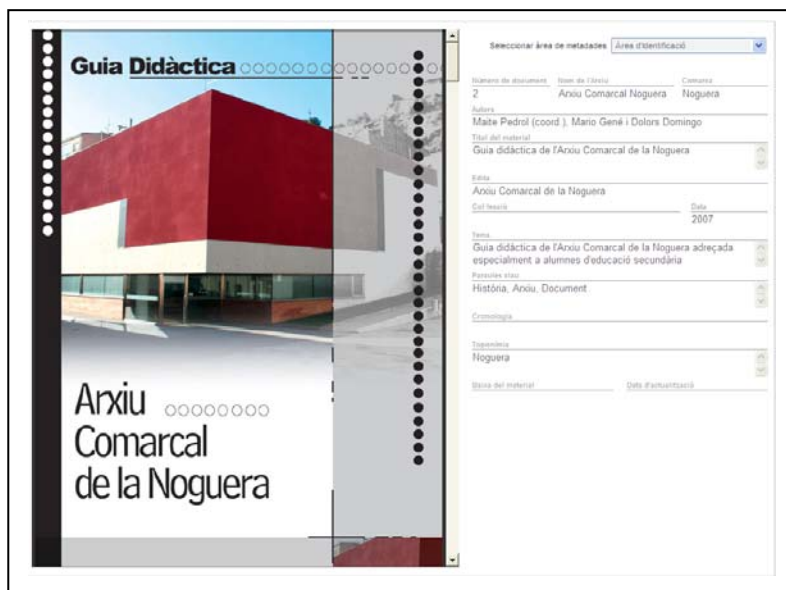 Guia Didàctica
Arxiu
Comarcal
de la Noguera
Seleccionar àrea de metadades Àrea d'Identificació
Número de document Nom de l'Arxiu Comarca
2 Arxiu Comarcal Noguera Noguera
Autors
Maite Pedrol (coord.), Mario Gené i Dolors Domingo
Títol del material
Guia didàctica de l'Arxiu Comarcal de la Noguera
Edita
Arxiu Comarcal de la Noguera
Data
2007
Tema
Guia didàctica de l'Arxiu Comarcal de la Noguera adreçada
especialment a alumnes d'educació secundària
Paraules clau
Història, Arxiu, Document
Cronologia
Toponímia
Noguera
del material Data d'actualització